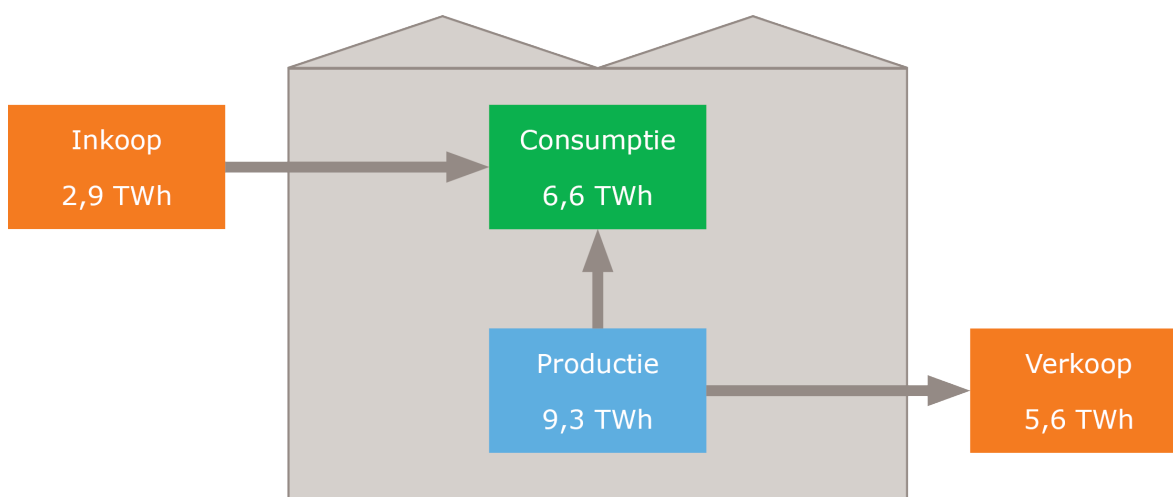 Inkoop
2,9 TWh
Consumptie
6,6 TWh
Productie
9,3 TWh
Verkoop
5,6 TWh